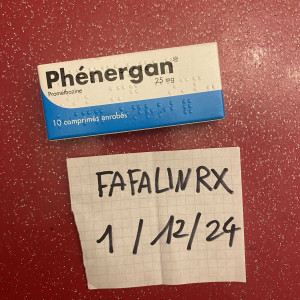 Phénergan®
Prométhazine 25 mg
10 comprimés enrobés
FAFALINRX
1/12/24